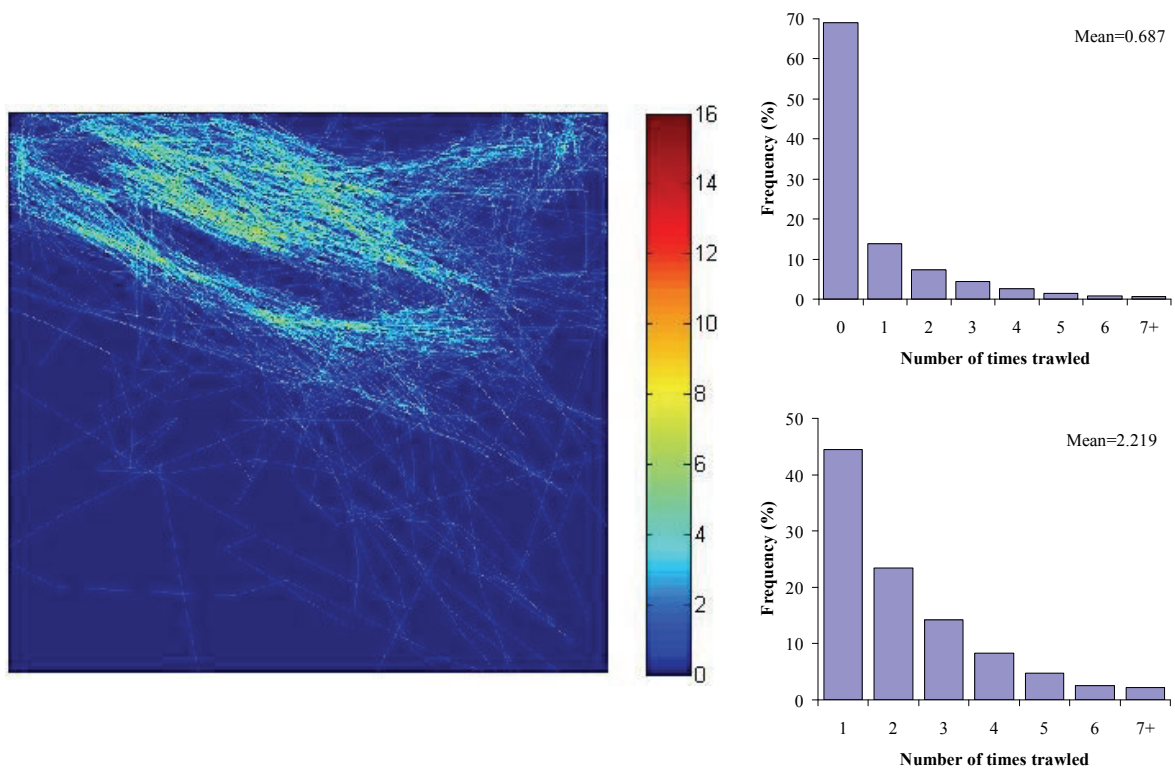 16
14
12
10
8
6
4
2
0
Mean=0.687
Frequency (%)
70
60
50
40
30
20
10
0
0 1 2 3 4 5 6 7+
Number of times trawled
Mean=2.219
Frequency (%)
50
40
30
20
10
0
1 2 3 4 5 6 7+
Number of times trawled